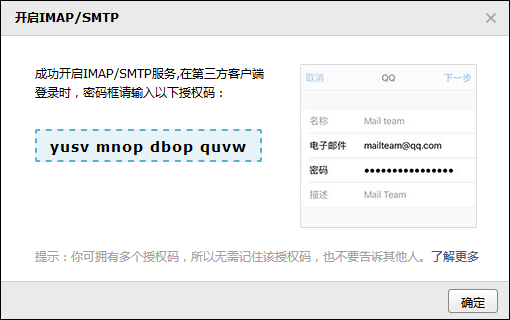 开启IMAP/SMTP
成功开启IMAP/SMTP服务,在第三方客户端
登录时，密码框请输入以下授权码：
yusv mnop dbop quvw
取消 QQ 下一步
名称 Mail team
电子邮件 mailteam@qq.com
密码 ●●●●●●●●●●●●●●●●
描述 Mail Team
提示：你可拥有多个授权码，所以无需记住该授权码，也不要告诉其他人。了解更多
确定